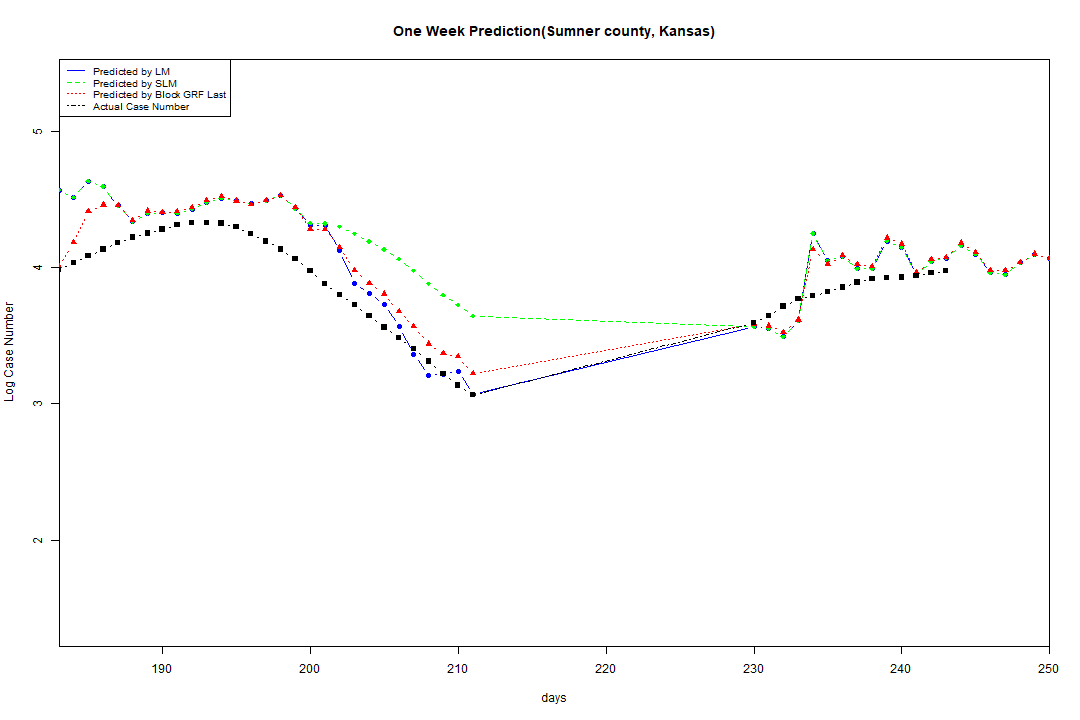 One Week Prediction(Sumner county, Kansas)
Predicted by LM
Predicted by SLM
Predicted by Block GRF Last
Actual Case Number
5
4
3
2
Log Case Number
190
200
210
220
230
240
250
days